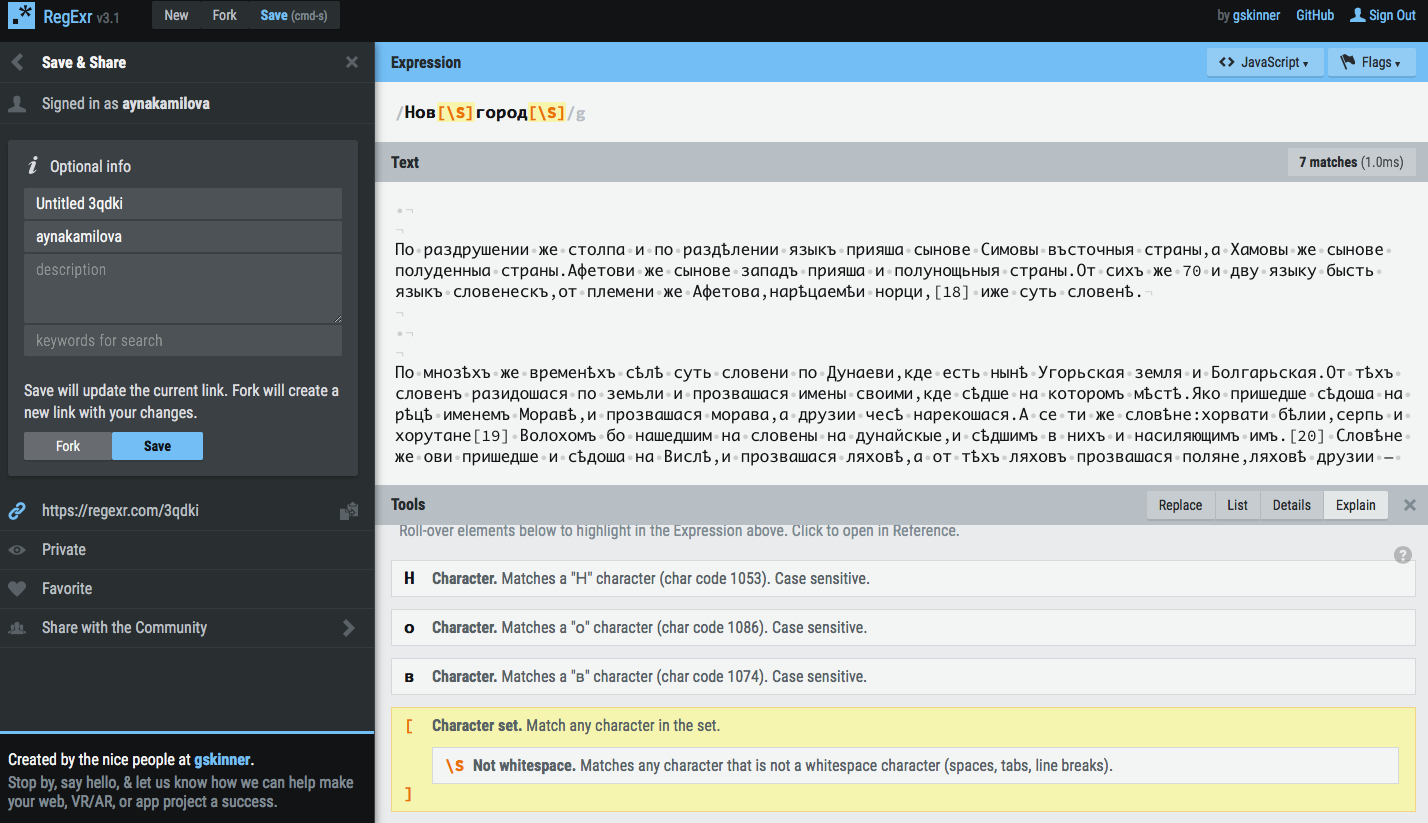 RegExr v3.1
New Fork Save (cmd-s)
by gskinner GitHub Sign Out
Save & Share
Signed in as aynakamilova
Optional info
Untitled 3qdki
aynakamilova
description
keywords for search
Save will update the current link. Fork will create a
new link with your changes.
Fork Save
https://regexr.com/3qdki
Private
Favorite
Share with the Community
Created by the nice people at gskinner.
Stop by, say hello, & let us know how we can help make
your web, VR/AR, or app project a success.
Expression
<> JavaScript ▾ Flags ▾
/Нов[\S]город[\S]/g
Text
7 matches (1.0ms)
•¬
¬
По•раздрушении•же•столпа•и•по•раздѣлении•языкъ•прияша•сынове•Симовы•въсточныя•страны,а•Хамовы•же•сынове•
полуденныа•страны.Афетови•же•сынове•западъ•прияша•и•полунощьныя•страны.От•сихъ•же•70•и•дву•языку•бысть•
языкъ•словенескъ,от•племени•же•Афетова,нарѣцаемѣи•норци,[18]•иже•суть•словенѣ.•¬
¬
•¬
¬
По•мнозѣхъ•же•временѣхъ•сѣлѣ•суть•словени•по•Дунаеви,кде•есть•нынѣ•Угорьская•земля•и•Болгарьская.От•тѣхъ•
словенъ•разидошася•по•земьли•и•прозвашася•имены•своими,кде•сѣдше•на•которомъ•мѣстѣ.Яко•пришедше•сѣдоша•на•
рѣцѣ•именемъ•Моравѣ,и•прозвашася•морава,а•друзии•чесѣ•нарекошася.А•се•ти•же•словѣне:хорвати•бѣлии,серпь•и•
хорутане[19]•Волохомъ•бо•нашедшим•на•словены•на•дунайскые,и•сѣдшимъ•в•нихъ•и•насиляющимъ•имъ.[20]•Словѣне•
же•ови•пришедше•и•сѣдоша•на•Вислѣ,и•прозвашася•ляховѣ,а•от•тѣхъ•ляховъ•прозвашася•поляне,ляховѣ•друзии•—•
Tools
Replace List Details Explain
Roll-over elements below to highlight in the Expression above. Click to open in Reference.
Н Character. Matches a "Н" character (char code 1053). Case sensitive.
о Character. Matches a "о" character (char code 1086). Case sensitive.
в Character. Matches a "в" character (char code 1074). Case sensitive.
[ Character set. Match any character in the set.
\S Not whitespace. Matches any character that is not a whitespace character (spaces, tabs, line breaks).
]